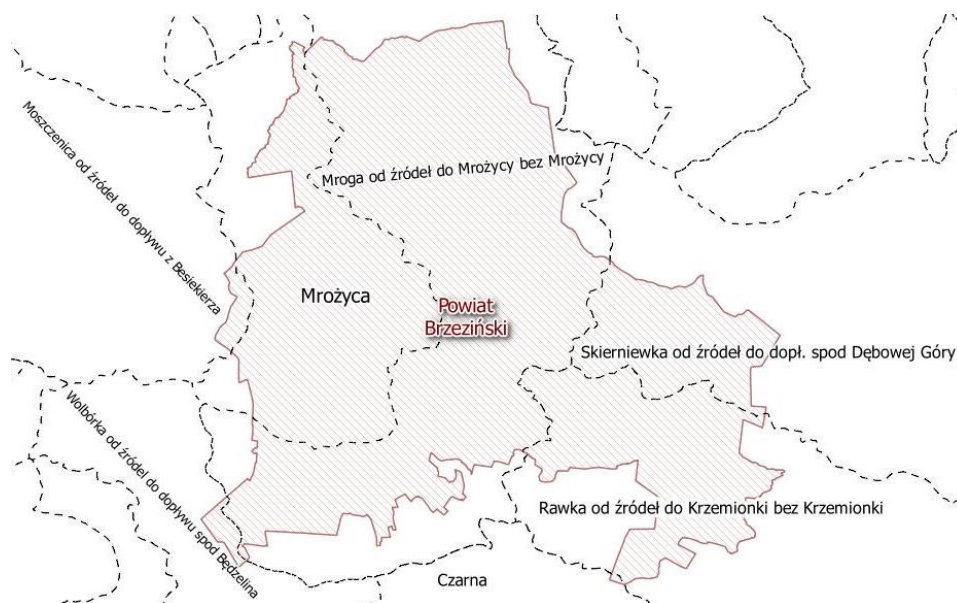 Moszczenica od źródeł do dopływu z Besiekierza
Mroga od źródeł do Mrożycy bez Mrożycy
Mrożyca
Powiat
Brzeziński
Skierniewka od źródeł do dopł. spod Dębowej Góry
Wolbórka od źródeł do dopływu spod Będzelina
Rawka od źródeł do Krzemionki bez Krzemionki
Czarna